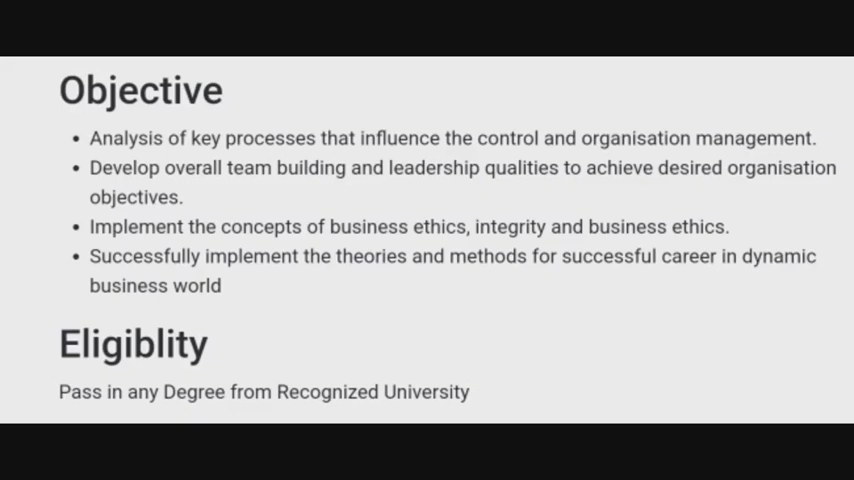 Objective
• Analysis of key processes that influence the control and organisation management.
• Develop overall team building and leadership qualities to achieve desired organisation
objectives.
• Implement the concepts of business ethics, integrity and business ethics.
• Successfully implement the theories and methods for successful career in dynamic
business world
Eligiblity
Pass in any Degree from Recognized University